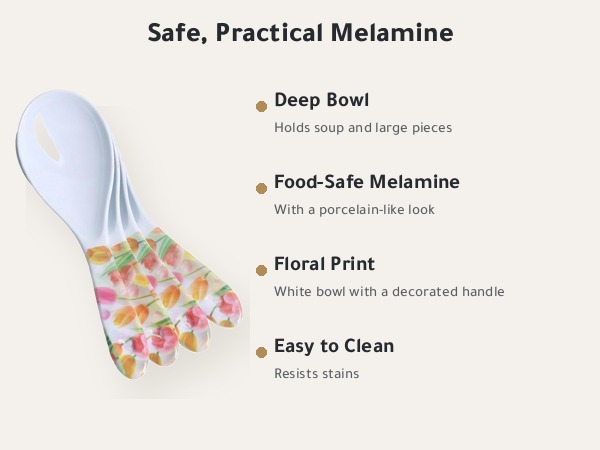 Safe, Practical Melamine
Deep Bowl
Holds soup and large pieces
Food-Safe Melamine
With a porcelain-like look
Floral Print
White bowl with a decorated handle
Easy to Clean
Resists stains